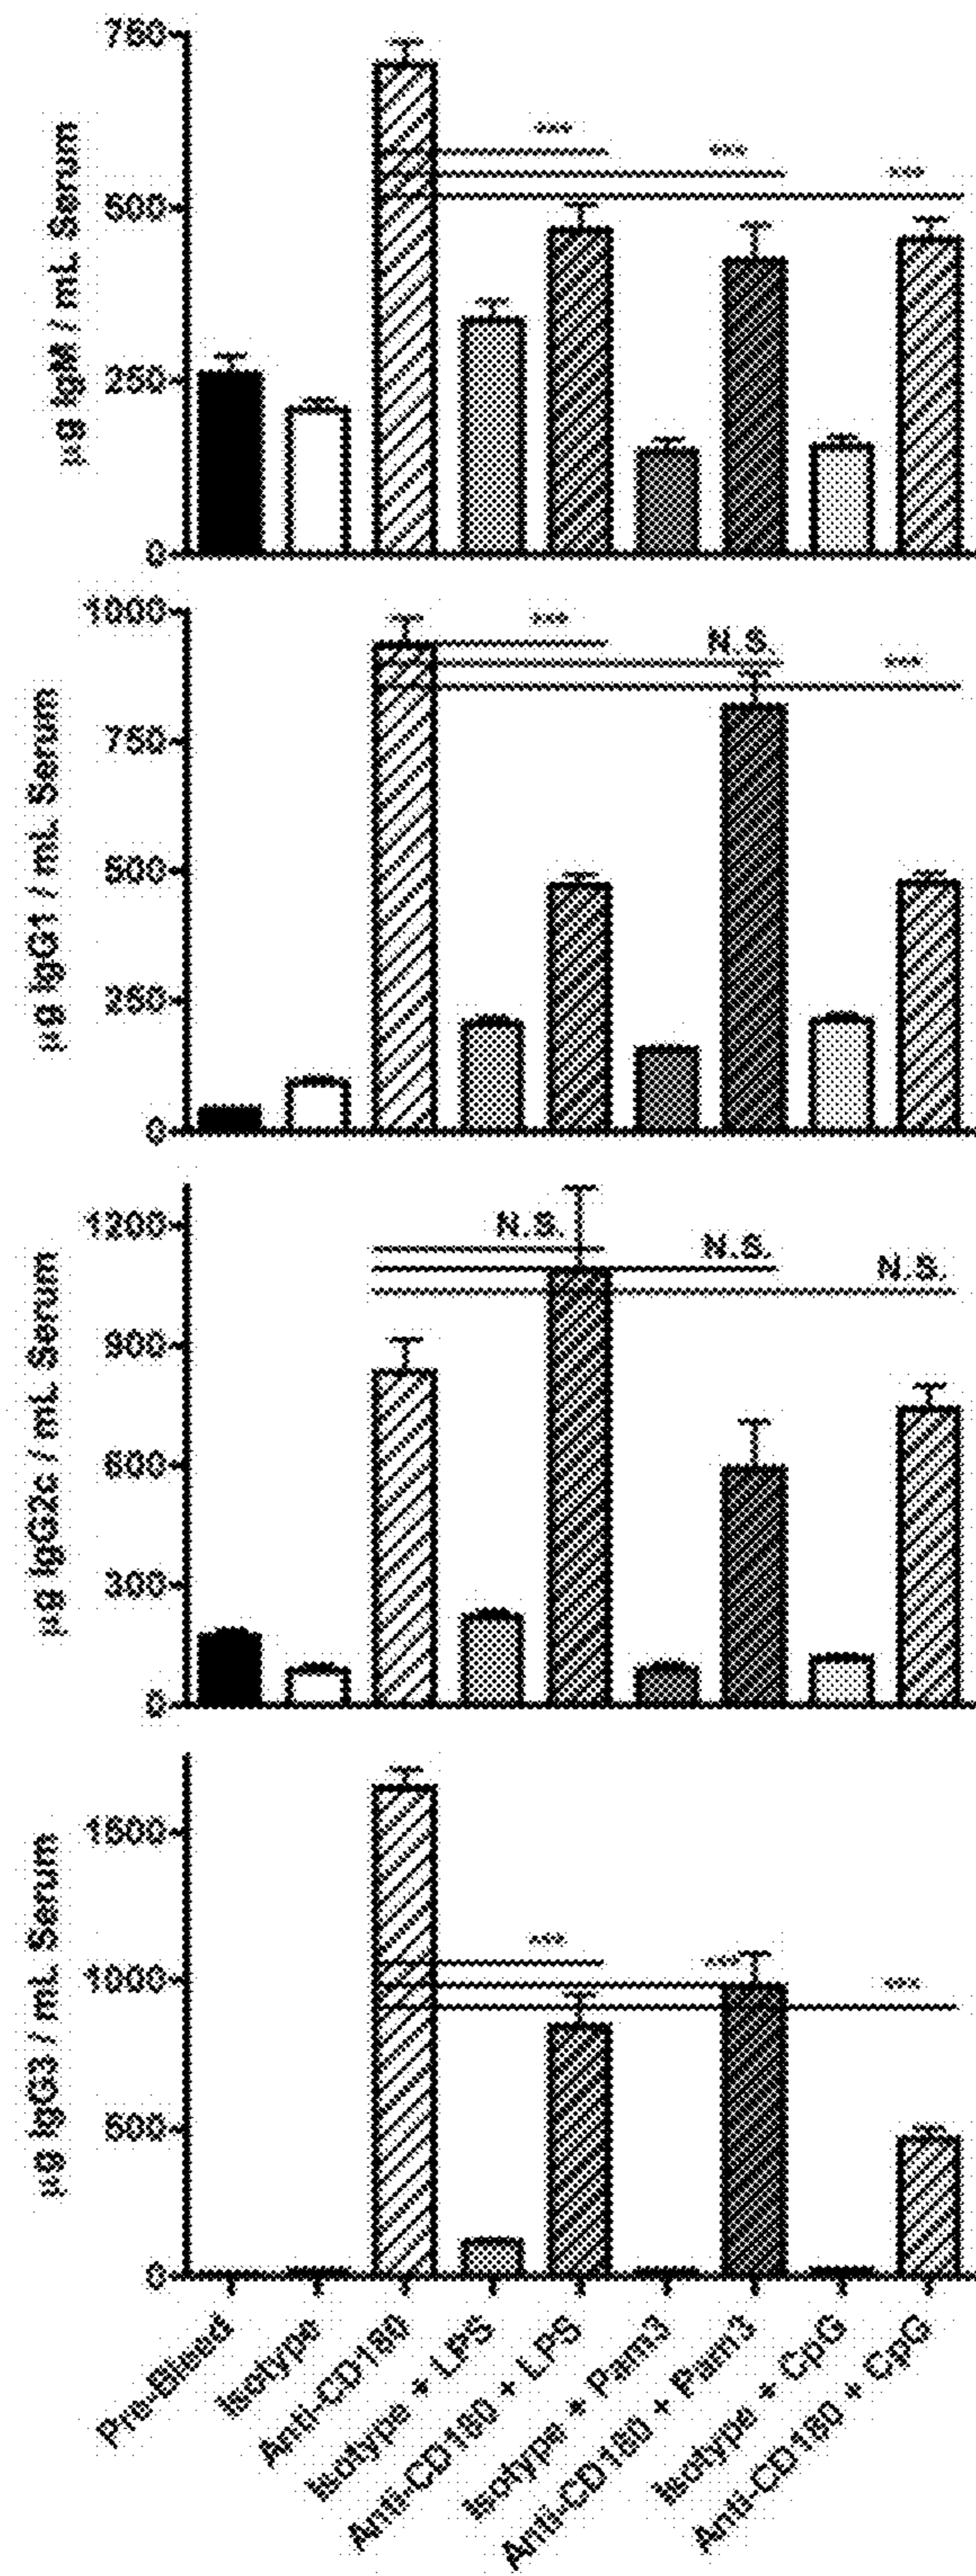 µg IgM / mL Serum
750
500
250
0
***
***
***
µg IgG1 / mL Serum
1000
750
500
250
0
***
N.S.
***
µg IgG2c / mL Serum
1200
900
600
300
0
N.S.
N.S.
N.S.
µg IgG3 / mL Serum
1500
1000
500
0
***
***
***
Pre-Bleed
Isotype
Anti-CD180
Isotype + LPS
Anti-CD180 + LPS
Isotype + Pam3
Anti-CD180 + Pam3
Isotype + CpG
Anti-CD180 + CpG